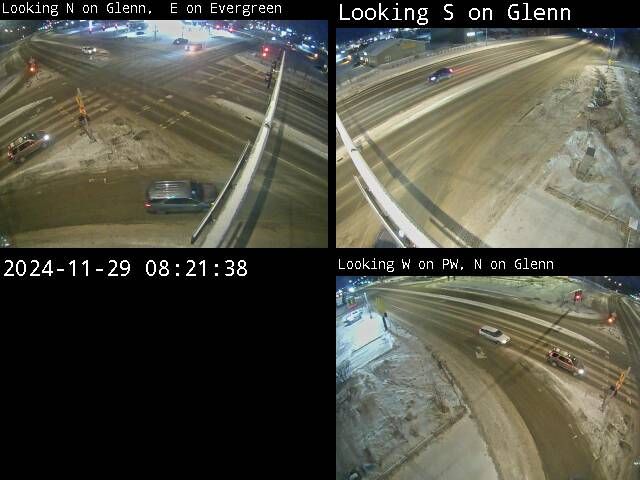 Looking N on Glenn,  E on Evergreen
Looking S on Glenn
2024-11-29 08:21:38
Looking W on PW, N on Glenn